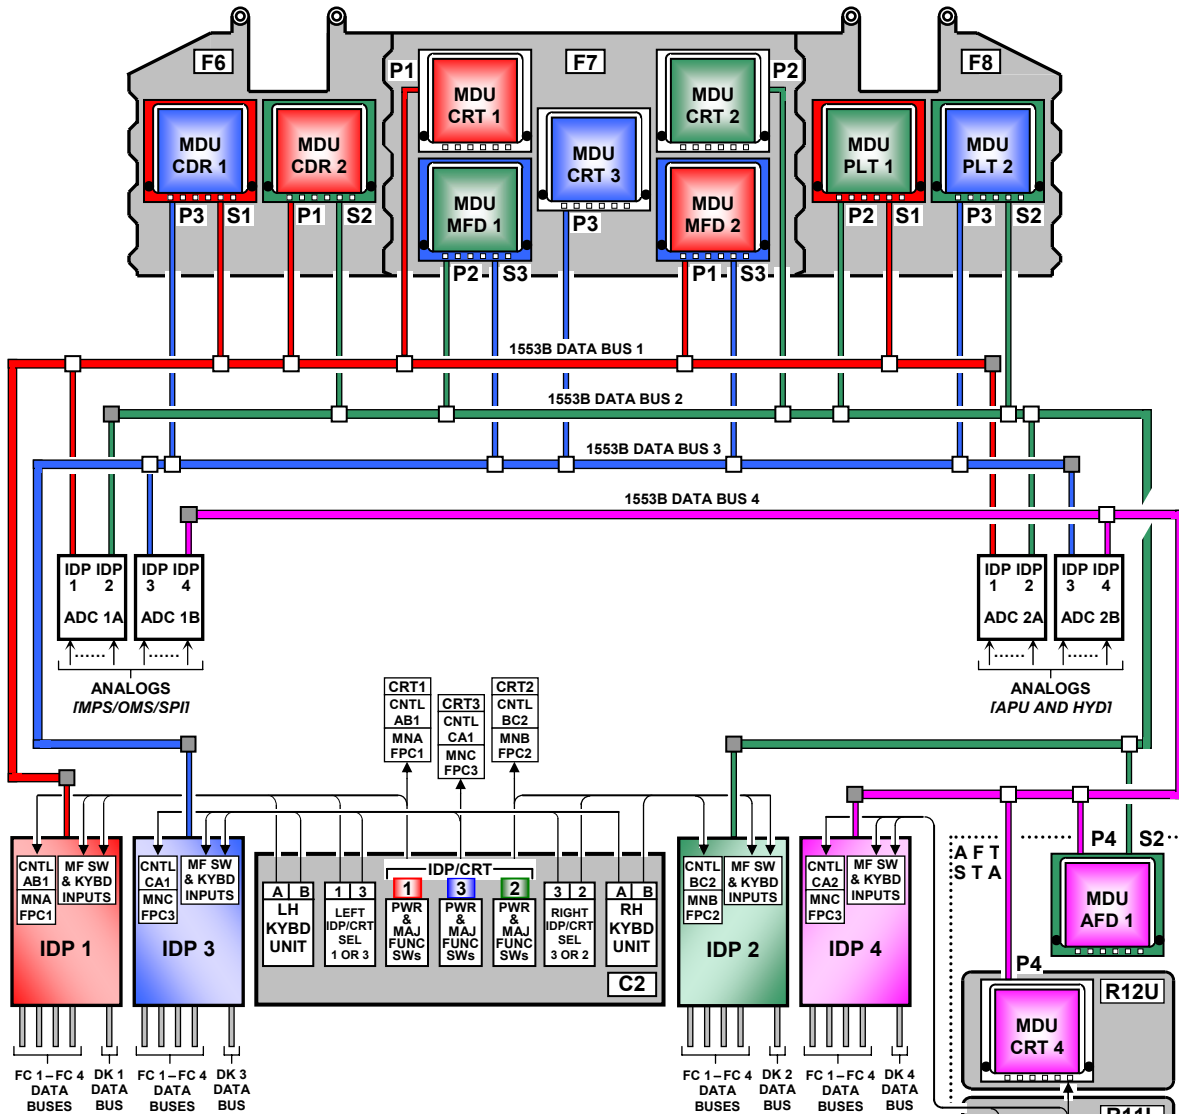 F6
F7
F8
P1
P2
MDU
CRT 1
MDU
CRT 2
MDU
CDR 1
MDU
CDR 2
MDU
CRT 3
MDU
PLT 1
MDU
PLT 2
MDU
MFD 1
MDU
MFD 2
P3
S1
P1
S2
P3
P2
S1
P3
S2
P2
S3
P1
S3
1553B DATA BUS 1
1553B DATA BUS 2
1553B DATA BUS 3
1553B DATA BUS 4
IDP
1
IDP
2
ADC 1A
IDP
3
IDP
4
ADC 1B
IDP
1
IDP
2
ADC 2A
IDP
3
IDP
4
ADC 2B
......
......
......
......
ANALOGS
[MPS/OMS/SPI]
ANALOGS
[APU AND HYD]
CRT1
CNTL
AB1
MNA
FPC1
CRT3
CNTL
CA1
MNC
FPC3
CRT2
CNTL
BC2
MNB
FPC2
CNTL
AB1
MNA
FPC1
MF SW
& KYBD
INPUTS
IDP 1
CNTL
CA1
MNC
FPC3
MF SW
& KYBD
INPUTS
IDP 3
A B
LH
KYBD
UNIT
1 3
LEFT
IDP/CRT
SEL
1 OR 3
IDP/CRT
1
PWR
&
MAJ
FUNC
SWs
3
PWR
&
MAJ
FUNC
SWs
2
PWR
&
MAJ
FUNC
SWs
3 2
RIGHT
IDP/CRT
SEL
3 OR 2
A B
RH
KYBD
UNIT
C2
CNTL
BC2
MNB
FPC2
MF SW
& KYBD
INPUTS
IDP 2
CNTL
CA2
MNC
FPC3
MF SW
& KYBD
INPUTS
IDP 4
AFT
STA
P4
S2
MDU
AFD 1
P4
R12U
MDU
CRT 4
FC 1 – FC 4
DATA
BUSES
DK 1
DATA
BUS
FC 1 – FC 4
DATA
BUSES
DK 3
DATA
BUS
FC 1 – FC 4
DATA
BUSES
DK 2
DATA
BUS
FC 1 – FC 4
DATA
BUSES
DK 4
DATA
BUS